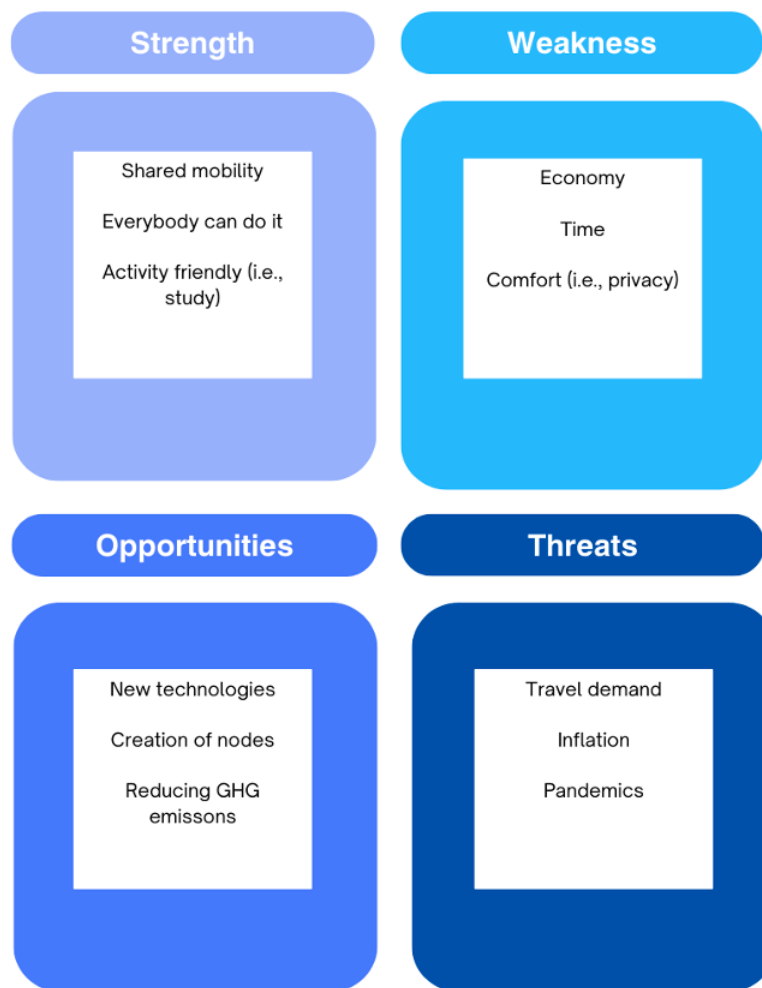 Strength
Shared mobility
Everybody can do it
Activity friendly (i.e.,
study)
Weakness
Economy
Time
Comfort (i.e., privacy)
Opportunities
New technologies
Creation of nodes
Reducing GHG
emissons
Threats
Travel demand
Inflation
Pandemics